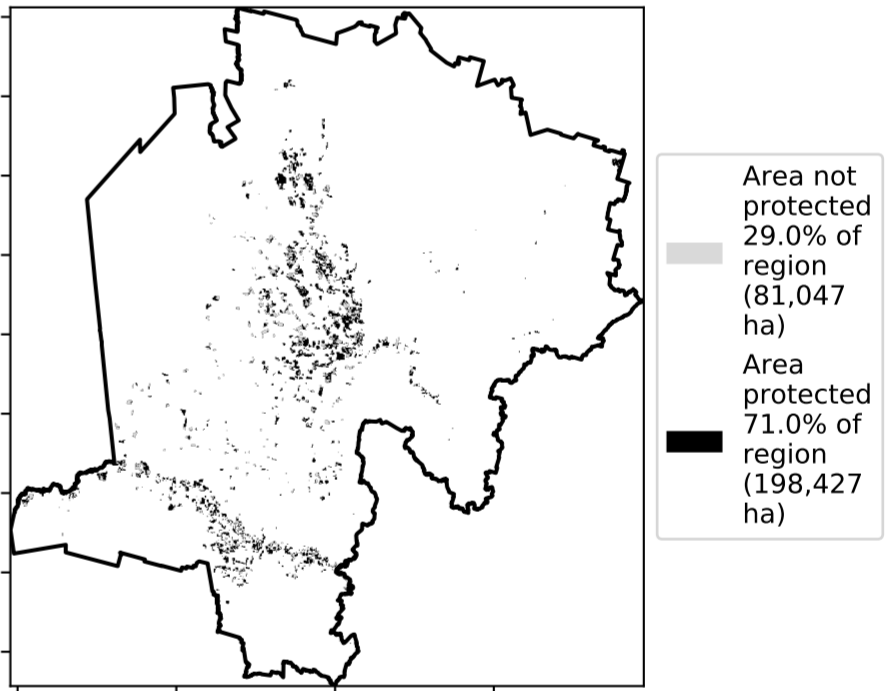 Area not
protected
29.0% of
region
(81,047
ha)
Area
protected
71.0% of
region
(198,427
ha)